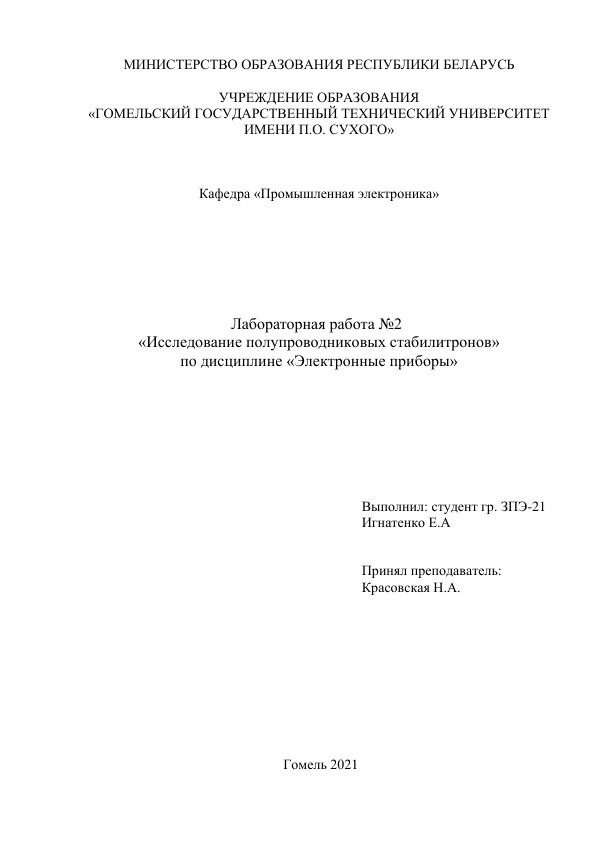 МИНИСТЕРСТВО ОБРАЗОВАНИЯ РЕСПУБЛИКИ БЕЛАРУСЬ
УЧРЕЖДЕНИЕ ОБРАЗОВАНИЯ
«ГОМЕЛЬСКИЙ ГОСУДАРСТВЕННЫЙ ТЕХНИЧЕСКИЙ УНИВЕРСИТЕТ
ИМЕНИ П.О. СУХОГО»
Кафедра «Промышленная электроника»
Лабораторная работа №2
«Исследование полупроводниковых стабилитронов»
по дисциплине «Электронные приборы»
Выполнил: студент гр. ЗПЭ-21
Игнатенко Е.А
Принял преподаватель:
Красовская Н.А.
Гомель 2021